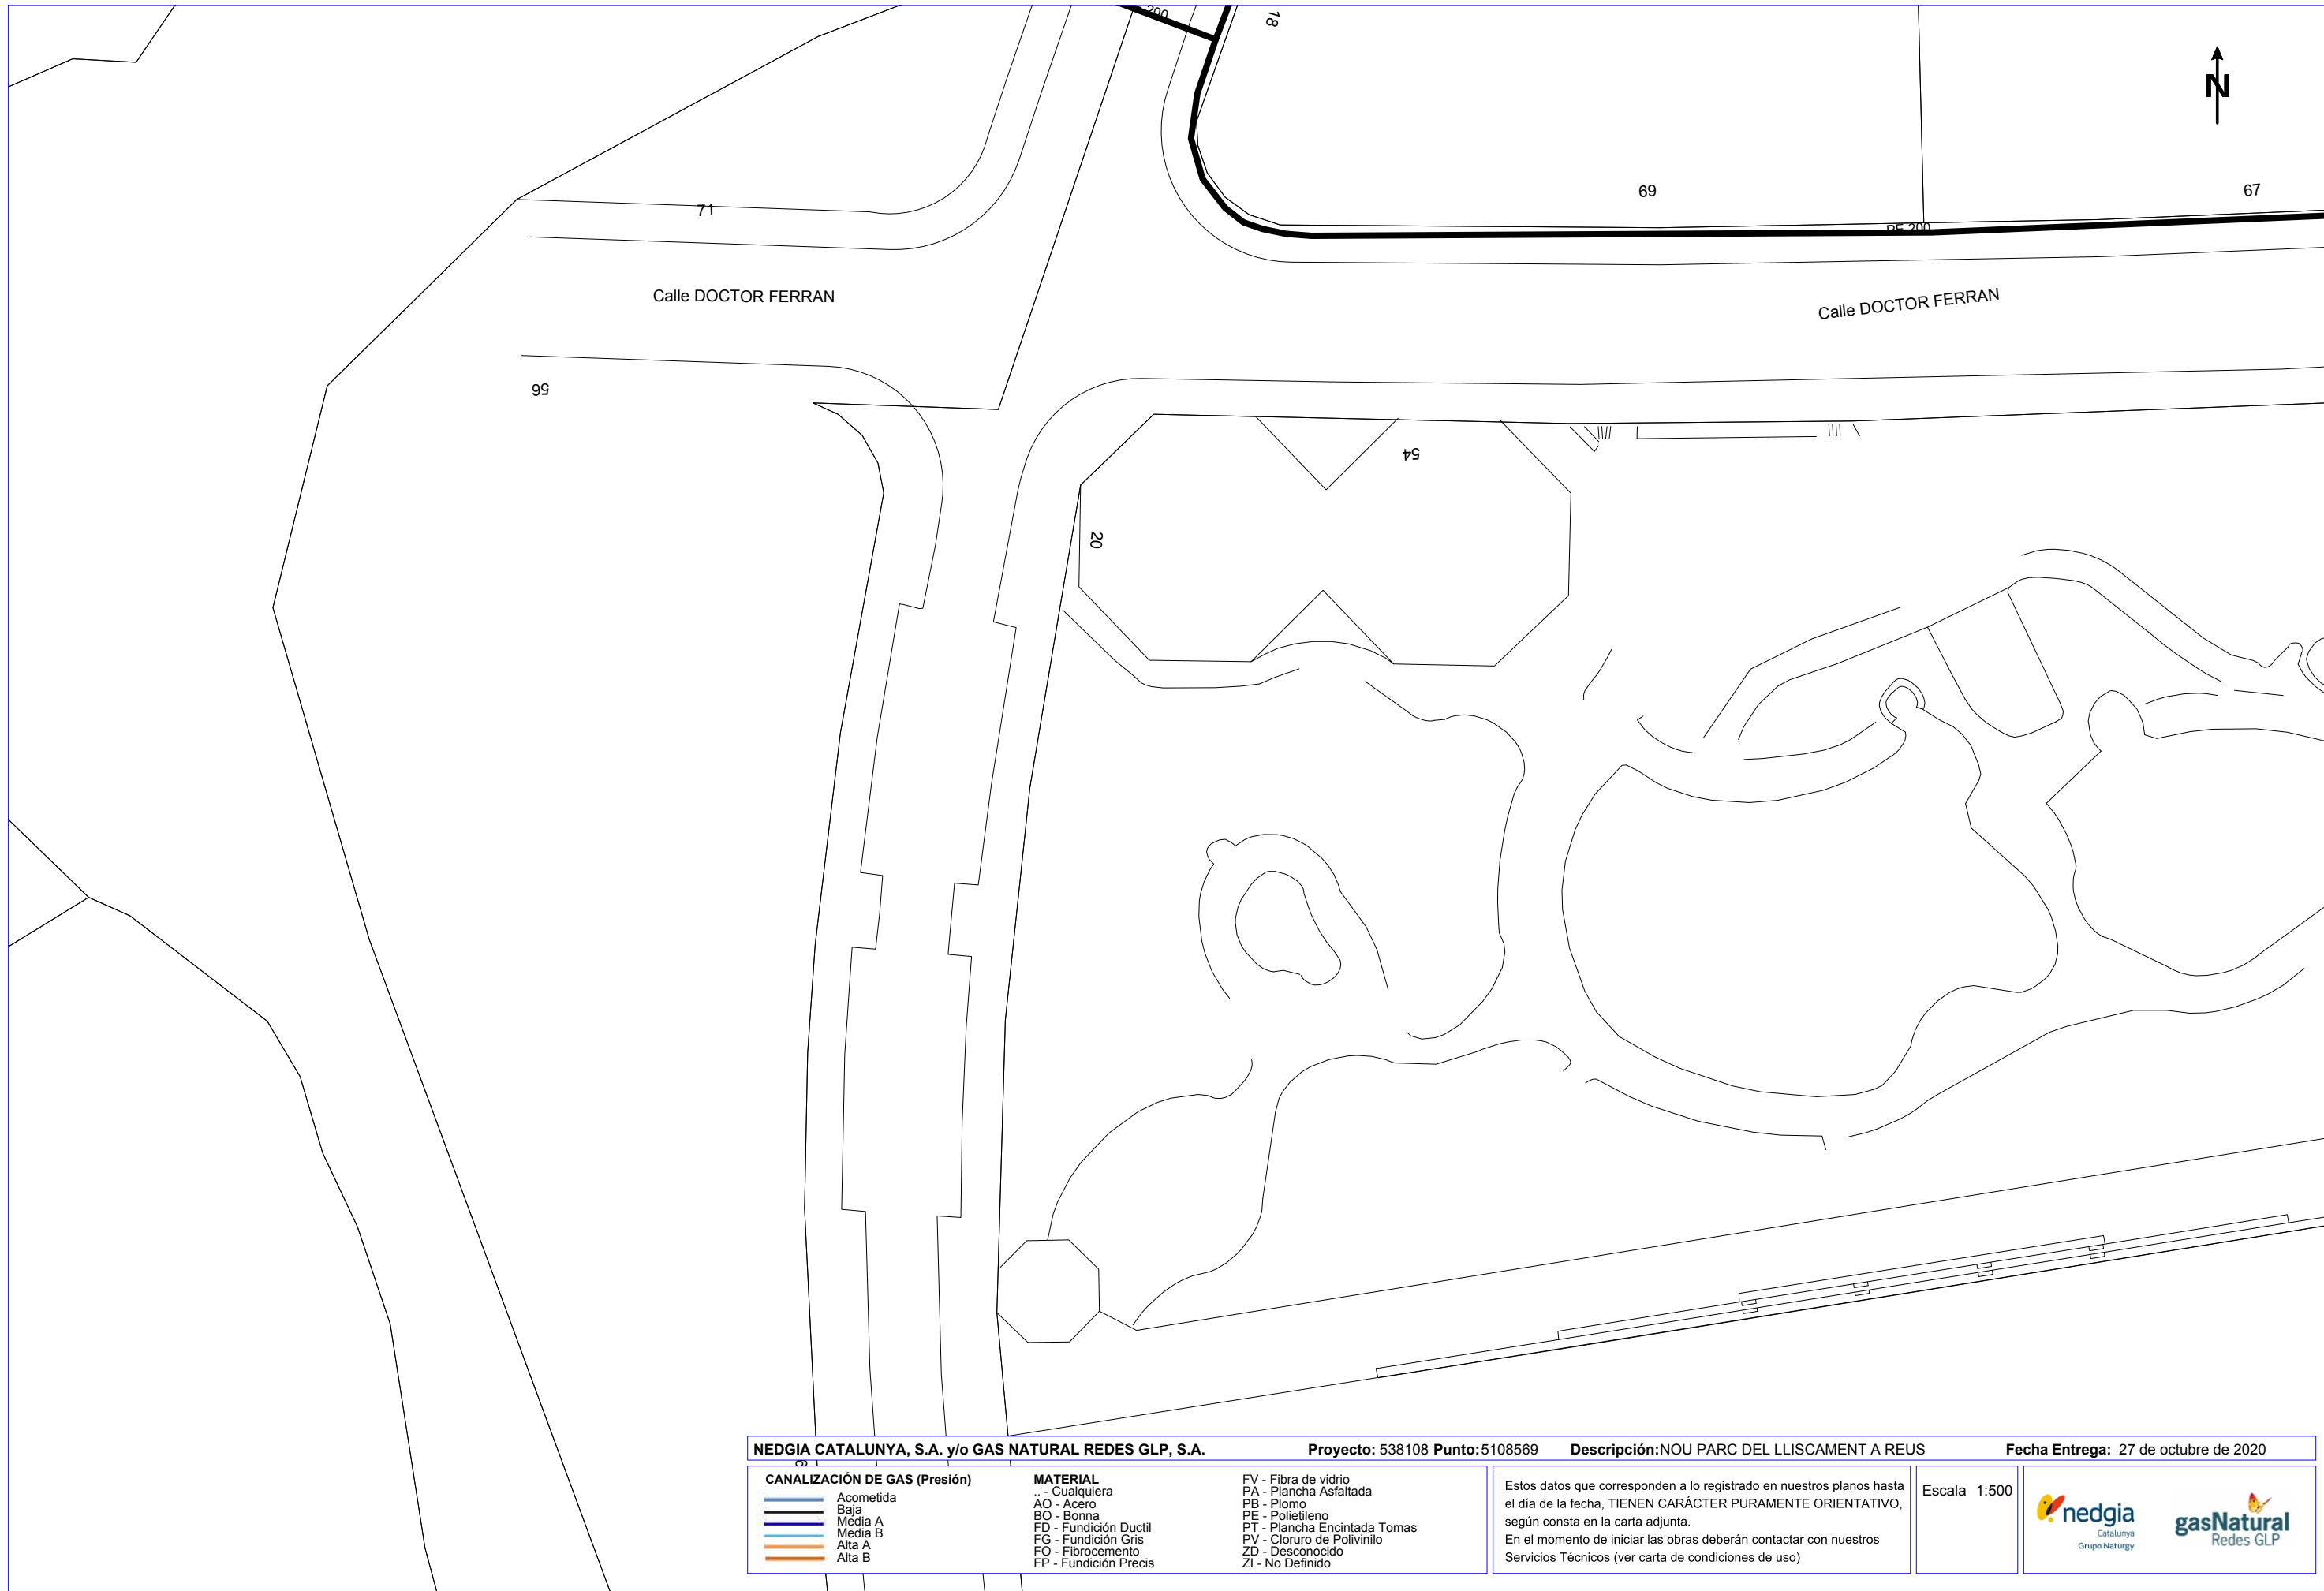 200
18
N
69
67
71
PE 200
Calle DOCTOR FERRAN
Calle DOCTOR FERRAN
56
54
20
NEDGIA CATALUNYA, S.A. y/o GAS NATURAL REDES GLP, S.A. Proyecto: 538108 Punto:5108569 Descripción:NOU PARC DEL LLISCAMENT A REUS Fecha Entrega: 27 de octubre de 2020
CANALIZACIÓN DE GAS (Presión)
Acometida
Baja
Media A
Media B
Alta A
Alta B
MATERIAL
.. - Cualquiera
AO - Acero
BO - Bonna
FD - Fundición Ductil
FG - Fundición Gris
FO - Fibrocemento
FP - Fundición Precis
FV - Fibra de vidrio
PA - Plancha Asfaltada
PB - Plomo
PE - Polietileno
PT - Plancha Encintada Tomas
PV - Cloruro de Polivinilo
ZD - Desconocido
ZI - No Definido
Estos datos que corresponden a lo registrado en nuestros planos hasta
el día de la fecha, TIENEN CARÁCTER PURAMENTE ORIENTATIVO,
según consta en la carta adjunta.
En el momento de iniciar las obras deberán contactar con nuestros
Servicios Técnicos (ver carta de condiciones de uso)
Escala 1:500
nedgia
Catalunya
Grupo Naturgy
gasNatural
Redes GLP